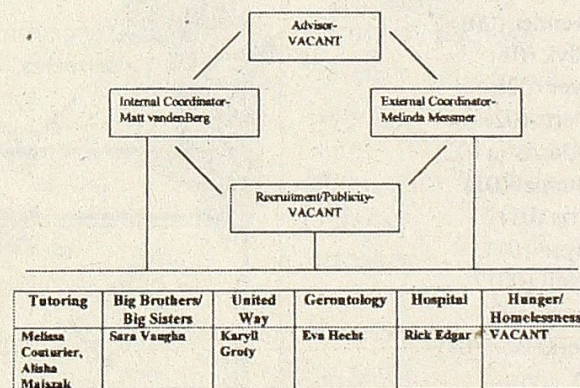 Advisor-
VACANT
Internal Coordinator-
Matt vandenBerg
External Coordinator-
Melinda Messmer
Recruitment/Publicity-
VACANT
Tutoring
Big Brothers/
Big Sisters
United
Way
Gerontology
Hospital
Hunger/
Homelessness
Melissa
Couturier,
Alisha
Majszak
Sara Vaughn
Karyll
Groty
Eva Hecht
Rick Edgar
VACANT